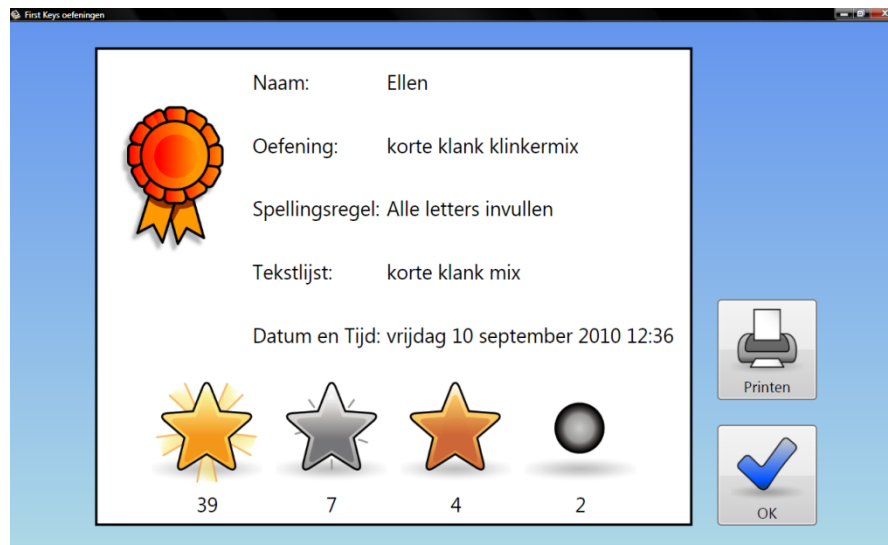 First Keys oefeningen
Naam: Ellen
Oefening: korte klank klinkermix
Spellingsregel: Alle letters invullen
Tekstlijst: korte klank mix
Datum en Tijd: vrijdag 10 september 2010 12:36
Printen
39 7 4 2
OK